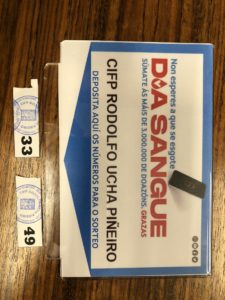 Non esperes a que se esgote
DOA SANGUE
SÚMATE ÁS MÁIS DE 3.000.000 DE DOAZÓNS. GRAZAS
CIFP RODOLFO UCHA PIÑEIRO
DEPOSITA AQUÍ OS NÚMEROS PARA O SORTEO
33
49